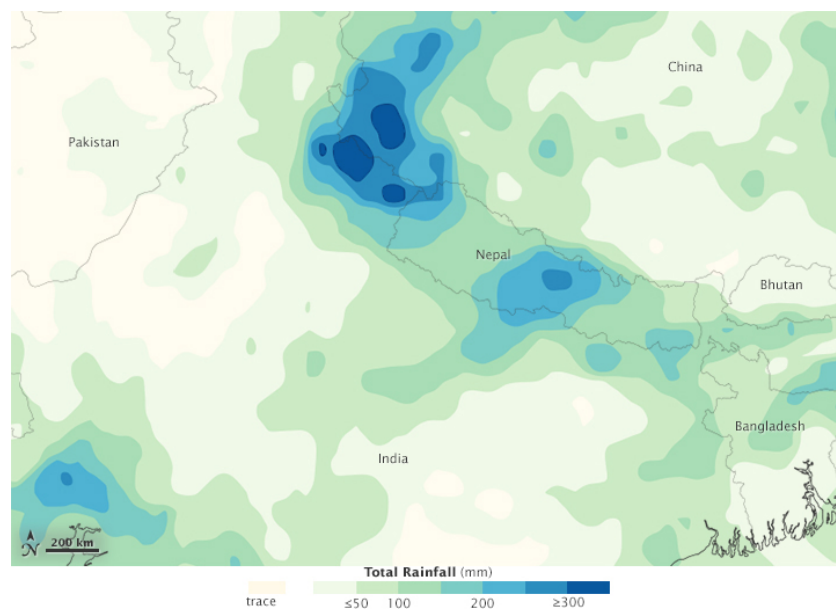 China
Pakistan
Nepal
Bhutan
Bangladesh
India
N
200 km
Total Rainfall (mm)
trace ≤50 100 200 ≥300